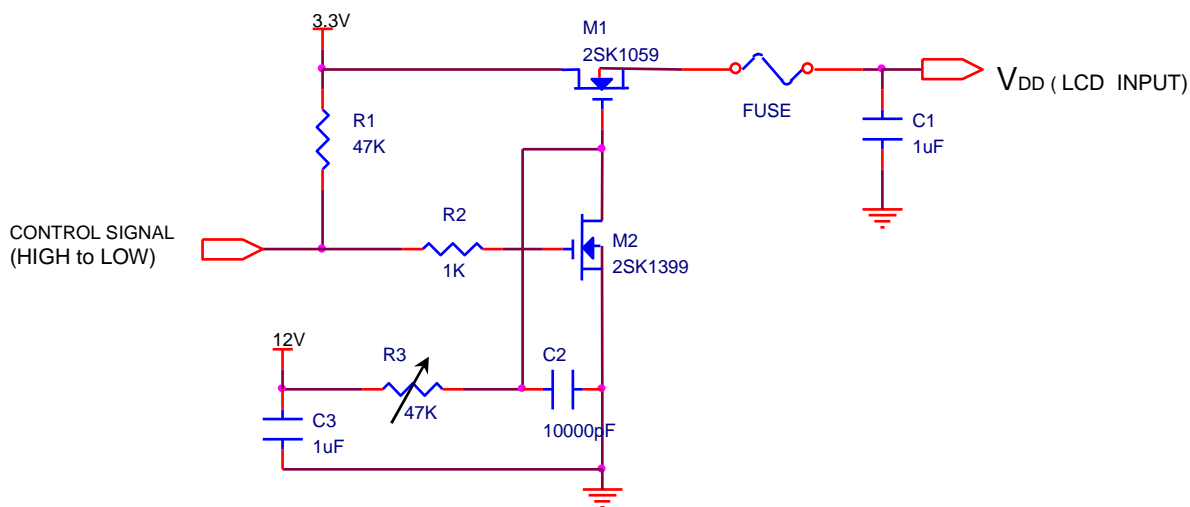 3.3V
M1
2SK1059
FUSE
VDD ( LCD INPUT)
R1
47K
C1
1uF
CONTROL SIGNAL
(HIGH to LOW)
R2
1K
M2
2SK1399
12V
R3
47K
C2
10000pF
C3
1uF